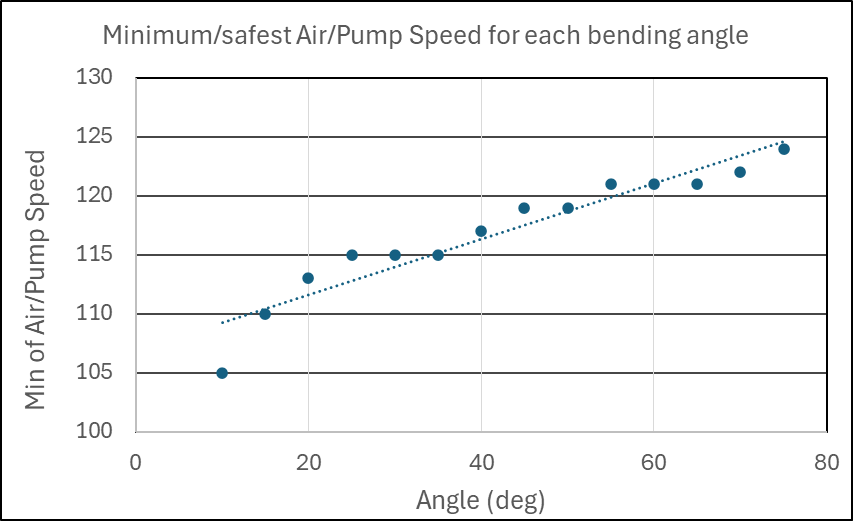 Minimum/safest Air/Pump Speed for each bending angle
130
125
120
115
110
105
100
Min of Air/Pump Speed
0 20 40 60 80
Angle (deg)